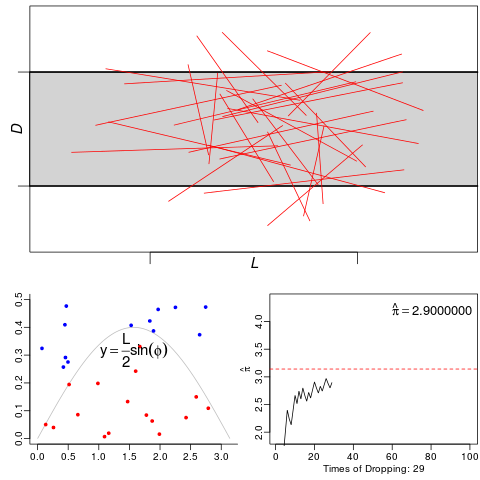 D
L
0.0 0.1 0.2 0.3 0.4 0.5
y = L/2 sin(ϕ)
0.0 0.5 1.0 1.5 2.0 2.5 3.0
π̂ = 2.9000000
π̂
2.0 2.5 3.0 3.5 4.0
0 20 40 60 80 100
Times of Dropping: 29